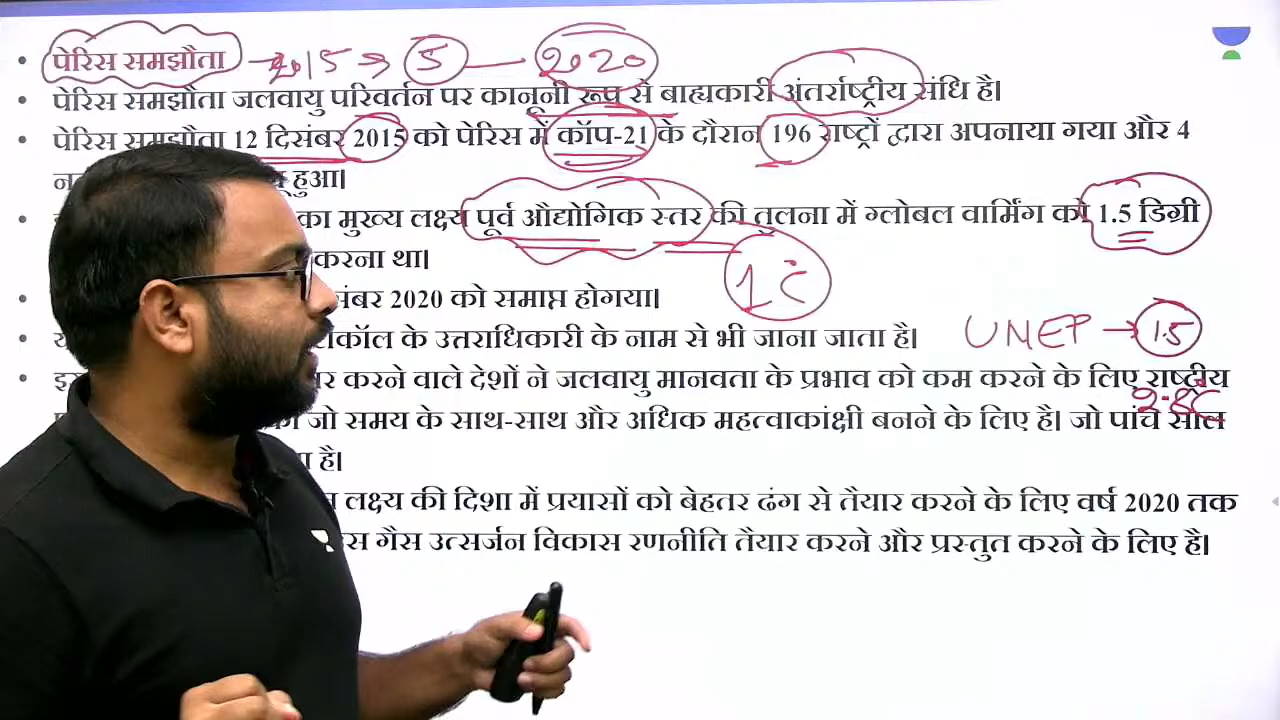 पेरिस समझौता → 2015 → 5 — 2020
पेरिस समझौता जलवायु परिवर्तन पर कानूनी रूप से बाह्यकारी अंतर्राष्ट्रीय संधि है।
पेरिस समझौता 12 दिसंबर 2015 को पेरिस में कॉप-21 के दौरान 196 राष्ट्रों द्वारा अपनाया गया और 4
हुआ।
का मुख्य लक्ष्य पूर्व औद्योगिक स्तर की तुलना में ग्लोबल वार्मिंग को 1.5 डिग्री
करना था।
1°C
2020 को समाप्त होगया।
UNEP → 1.5
के उत्तराधिकारी के नाम से भी जाना जाता है।
करने वाले देशों ने जलवायु मानवता के प्रभाव को कम करने के लिए राष्ट्रीय
2.8C
जो समय के साथ-साथ और अधिक महत्वाकांक्षी बनने के लिए है। जो पांच साल
है।
लक्ष्य की दिशा में प्रयासों को बेहतर ढंग से तैयार करने के लिए वर्ष 2020 तक
गैस उत्सर्जन विकास रणनीति तैयार करने और प्रस्तुत करने के लिए है।